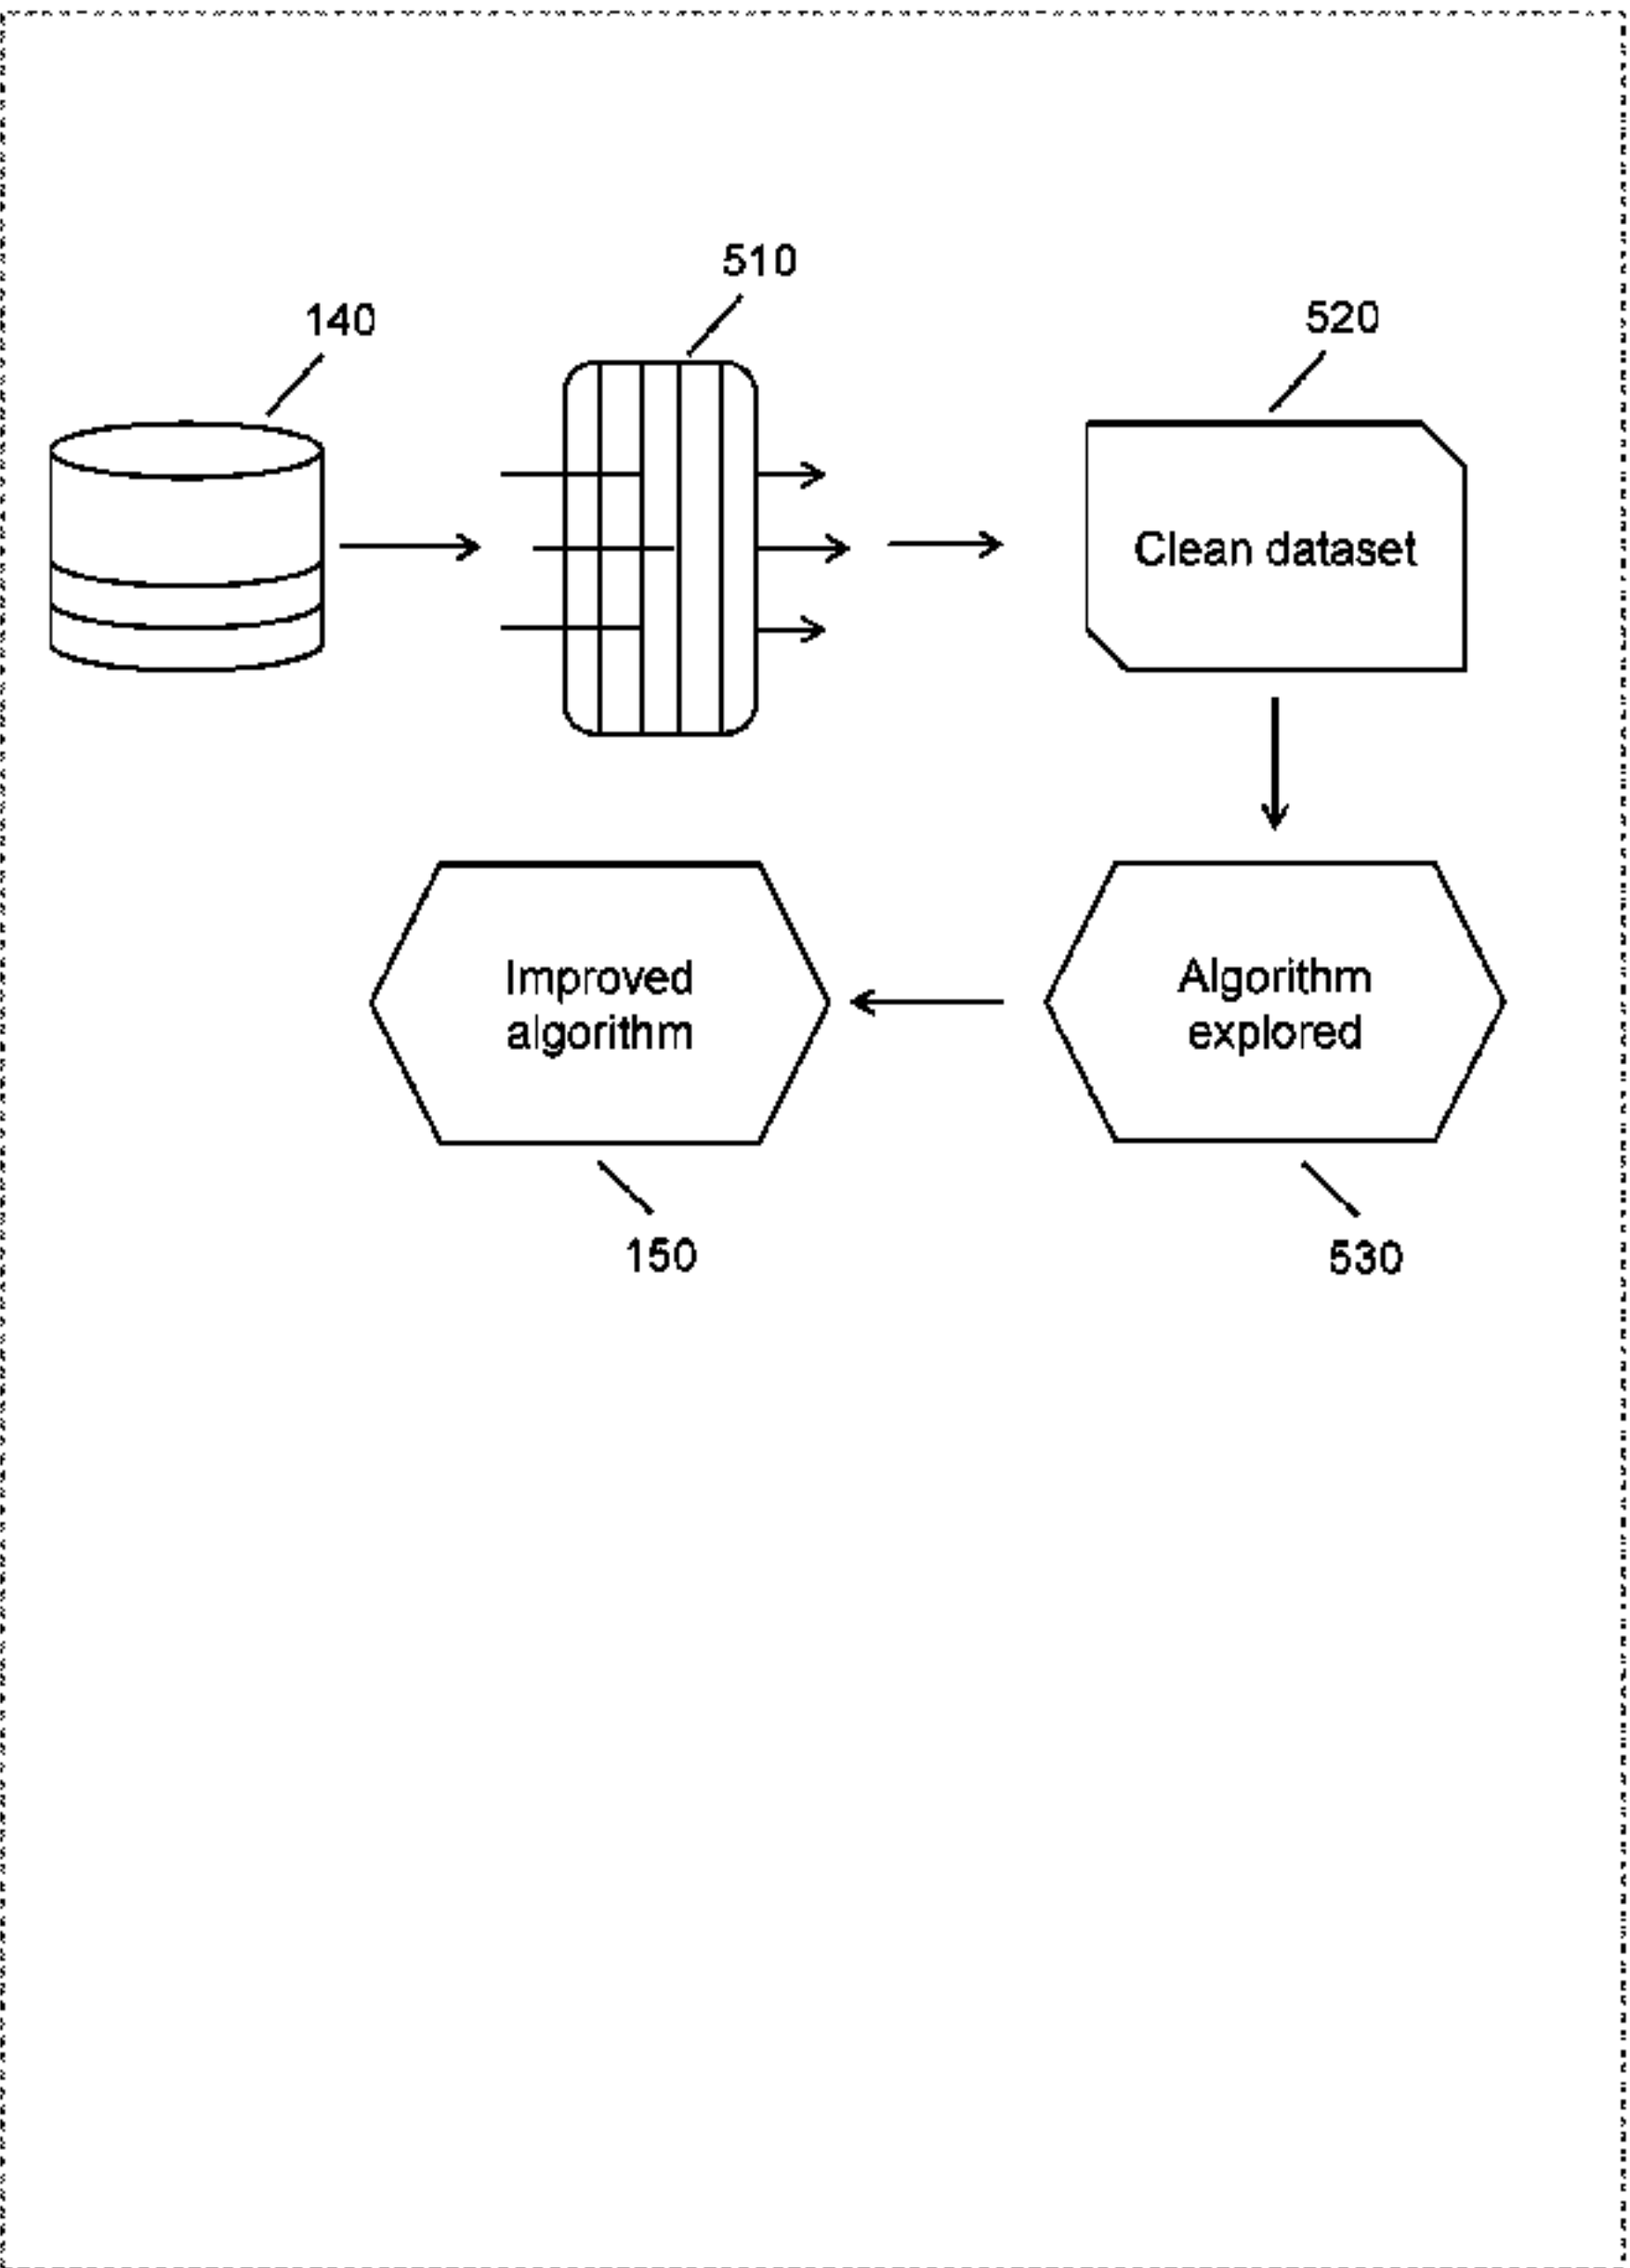 510
140
520
Clean dataset
Improved
algorithm
Algorithm
explored
150
530